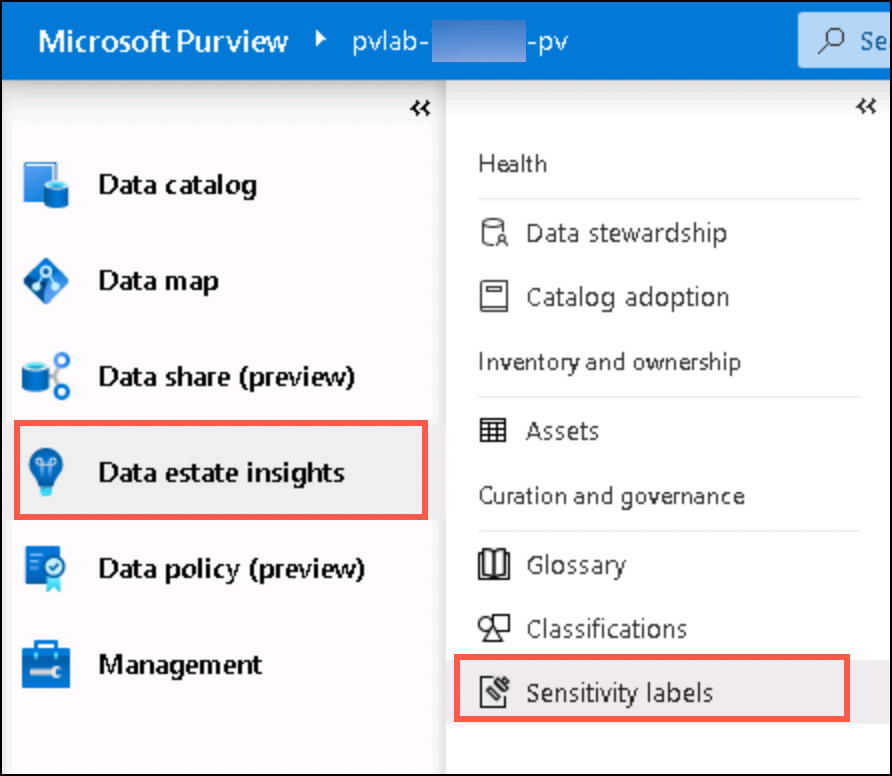 Microsoft Purview pvlab- -pv Se
Data catalog
Data map
Data share (preview)
Data estate insights
Data policy (preview)
Management
Health
Data stewardship
Catalog adoption
Inventory and ownership
Assets
Curation and governance
Glossary
Classifications
Sensitivity labels